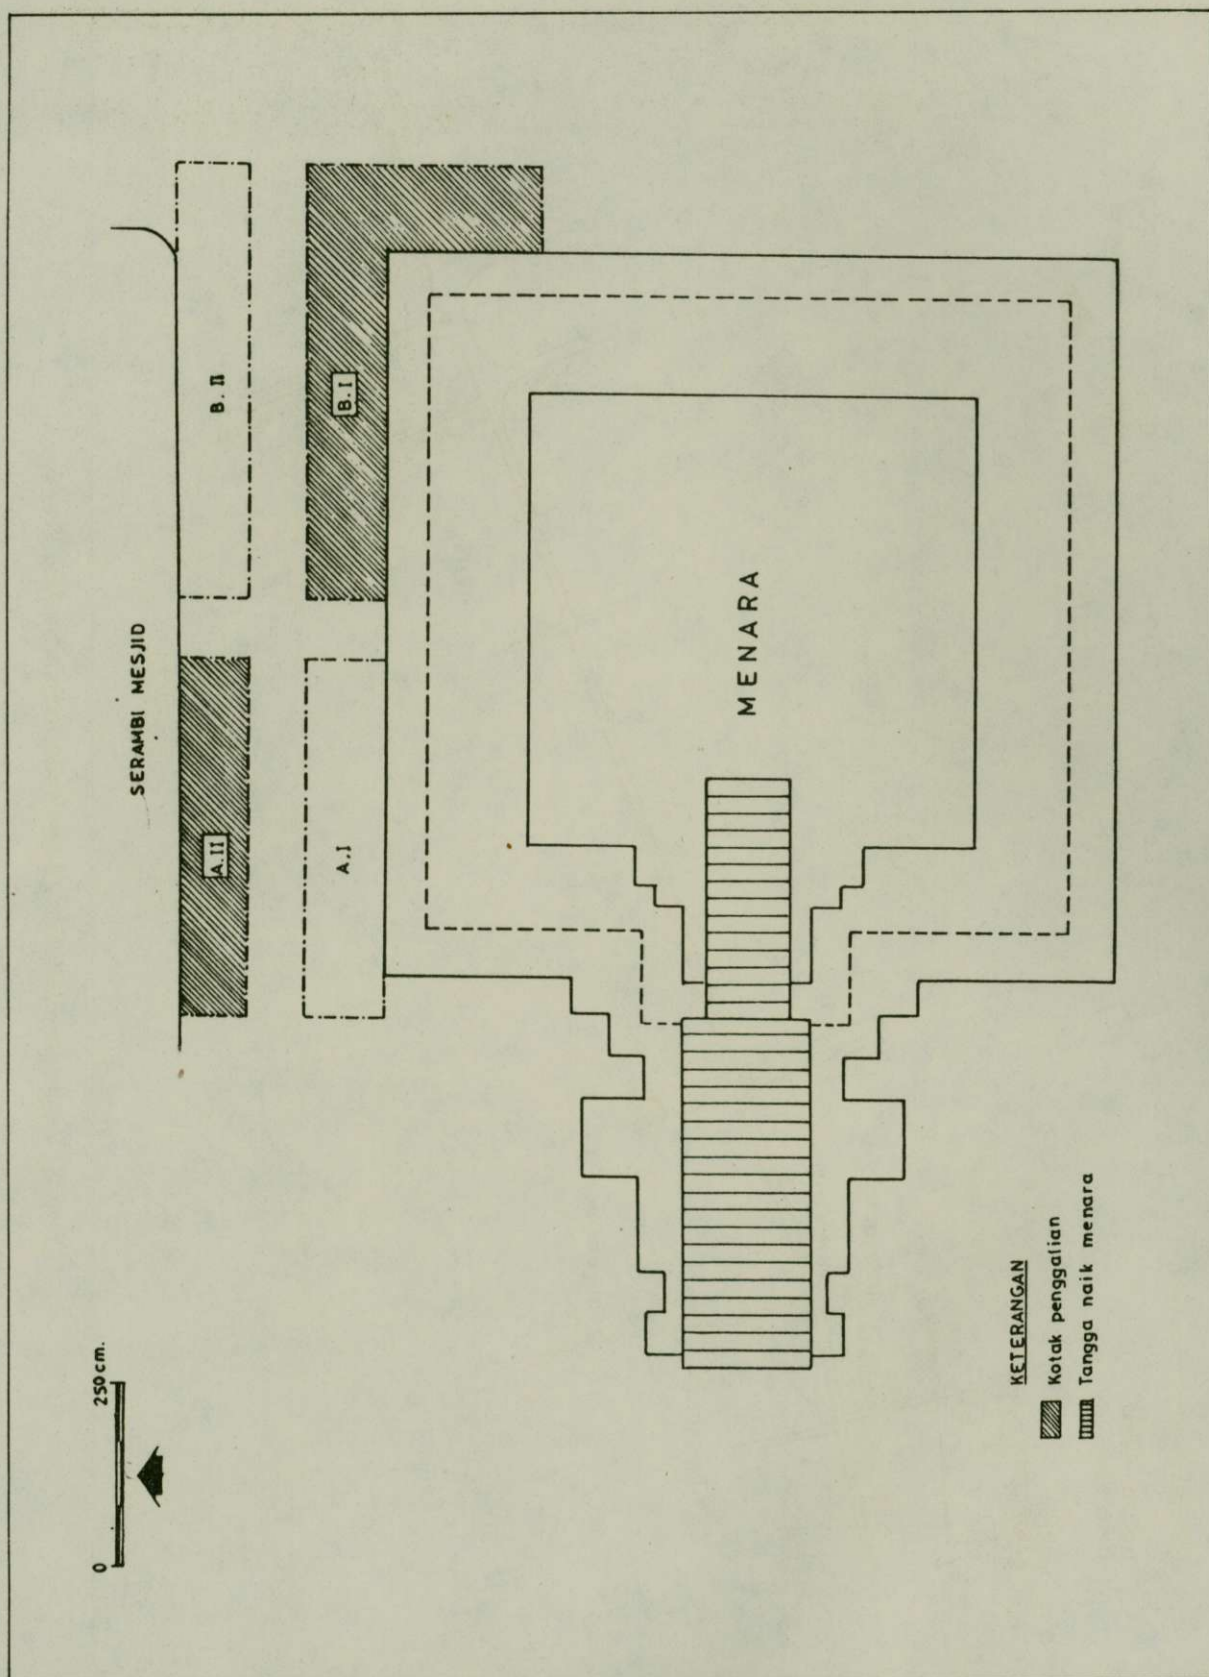 SERAMBI MESJID
B. II
B. I
A. II
A. I
MENARA
0 250 cm.
KETERANGAN
Kotak penggalian
Tangga naik menara